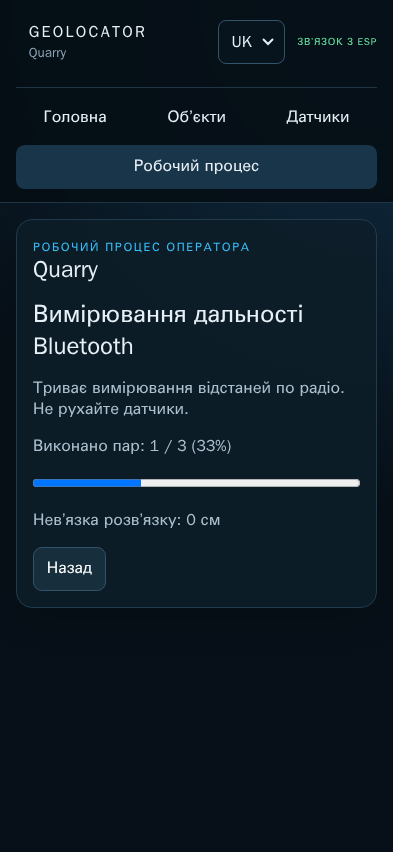 GEOLOCATOR
Quarry
UK
ЗВ'ЯЗОК З ESP
Головна
Об'єкти
Датчики
Робочий процес
РОБОЧИЙ ПРОЦЕС ОПЕРАТОРА
Quarry
Вимірювання дальності
Bluetooth
Триває вимірювання відстаней по радіо.
Не рухайте датчики.
Виконано пар: 1 / 3 (33%)
Нев'язка розв'язку: 0 см
Назад